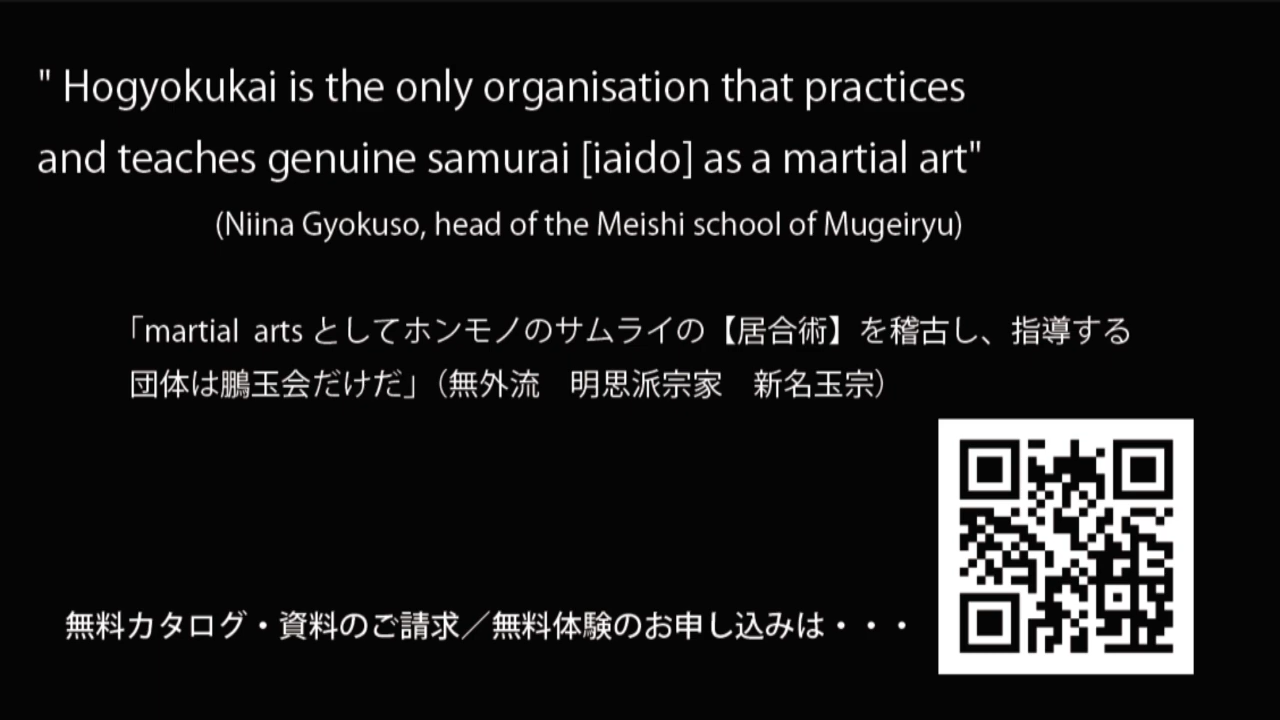 " Hogyokukai is the only organisation that practices
and teaches genuine samurai [iaido] as a martial art"
(Niina Gyokuso, head of the Meishi school of Mugeiryu)
「martial arts としてホンモノのサムライの【居合術】を稽古し、指導する
団体は鵬玉会だけだ」（無外流　明思派宗家　新名玉宗）
無料カタログ・資料のご請求／無料体験のお申し込みは・・・